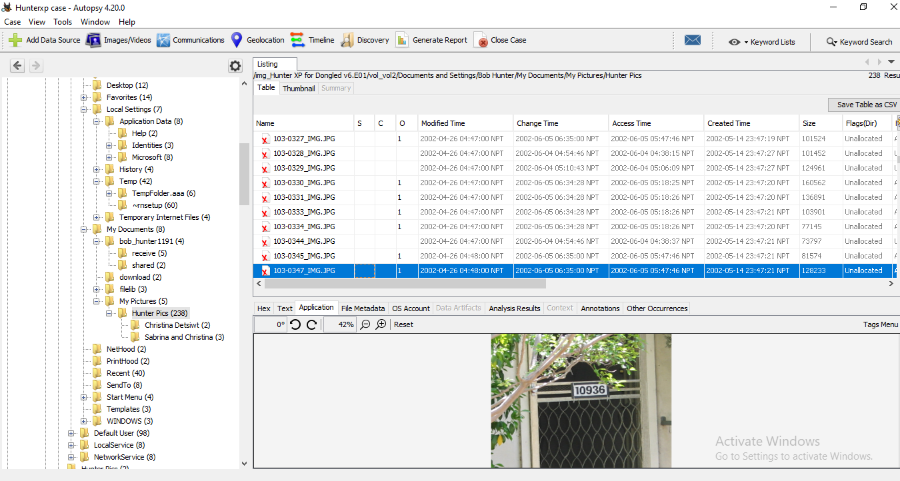 Hunterxp case - Autopsy 4.20.0
Case View Tools Window Help
Add Data Source Images/Videos Communications Geolocation Timeline Discovery Generate Report Close Case Keyword Lists Keyword Search
Listing
/img_Hunter XP for Dongled v6.E01/vol_vol2/Documents and Settings/Bob Hunter/My Documents/My Pictures/Hunter Pics 238 Resu
Table Thumbnail Summary
Save Table as CSV
Name S C O Modified Time Change Time Access Time Created Time Size Flags(Dir)
103-0327_IMG.JPG 1 2002-04-26 04:47:00 NPT 2002-06-05 06:35:00 NPT 2002-06-05 05:47:46 NPT 2002-05-14 23:47:19 NPT 101524 Unallocated
103-0328_IMG.JPG 2002-04-26 04:47:00 NPT 2002-06-04 04:54:46 NPT 2002-06-04 04:38:15 NPT 2002-05-14 23:47:20 NPT 101452 Unallocated
103-0329_IMG.JPG 2002-04-26 04:47:00 NPT 2002-06-04 05:10:43 NPT 2002-06-04 05:06:09 NPT 2002-05-14 23:47:20 NPT 124961 Unallocated
103-0330_IMG.JPG 1 2002-04-26 04:47:00 NPT 2002-06-05 06:34:28 NPT 2002-06-05 05:18:25 NPT 2002-05-14 23:47:20 NPT 160562 Unallocated
103-0331_IMG.JPG 1 2002-04-26 04:47:00 NPT 2002-06-05 06:34:28 NPT 2002-06-05 05:18:26 NPT 2002-05-14 23:47:20 NPT 136891 Unallocated
103-0333_IMG.JPG 1 2002-04-26 04:47:00 NPT 2002-06-05 06:34:28 NPT 2002-06-05 05:18:26 NPT 2002-05-14 23:47:21 NPT 103901 Unallocated
103-0334_IMG.JPG 1 2002-04-26 04:47:00 NPT 2002-06-05 06:34:28 NPT 2002-06-05 05:18:26 NPT 2002-05-14 23:47:21 NPT 77145 Unallocated
103-0344_IMG.JPG 2002-04-26 04:47:00 NPT 2002-06-04 04:54:46 NPT 2002-06-04 04:38:37 NPT 2002-05-14 23:47:21 NPT 73797 Unallocated
103-0345_IMG.JPG 1 2002-04-26 04:48:00 NPT 2002-06-05 06:35:00 NPT 2002-06-05 05:47:46 NPT 2002-05-14 23:47:21 NPT 81574 Unallocated
103-0347_IMG.JPG 1 2002-04-26 04:48:00 NPT 2002-06-05 06:35:00 NPT 2002-06-05 05:47:46 NPT 2002-05-14 23:47:21 NPT 128233 Unallocated
Desktop (12)
Favorites (14)
Local Settings (7)
Application Data (8)
Help (2)
Identities (3)
Microsoft (8)
History (4)
Temp (42)
TempFolder.aaa (6)
~rnsetup (60)
Temporary Internet Files (4)
My Documents (8)
bob_hunter1191 (4)
receive (5)
shared (2)
download (2)
filelib (3)
My Pictures (5)
Hunter Pics (238)
Christina Detsiwt (2)
Sabrina and Christina (3)
NetHood (2)
PrintHood (2)
Recent (40)
SendTo (8)
Start Menu (4)
Templates (3)
WINDOWS (3)
Default User (98)
LocalService (8)
NetworkService (8)
Hex Text Application File Metadata OS Account Data Artifacts Analysis Results Context Annotations Other Occurrences
0° 42% Reset Tags Menu
10936
Activate Windows
Go to Settings to activate Windows.